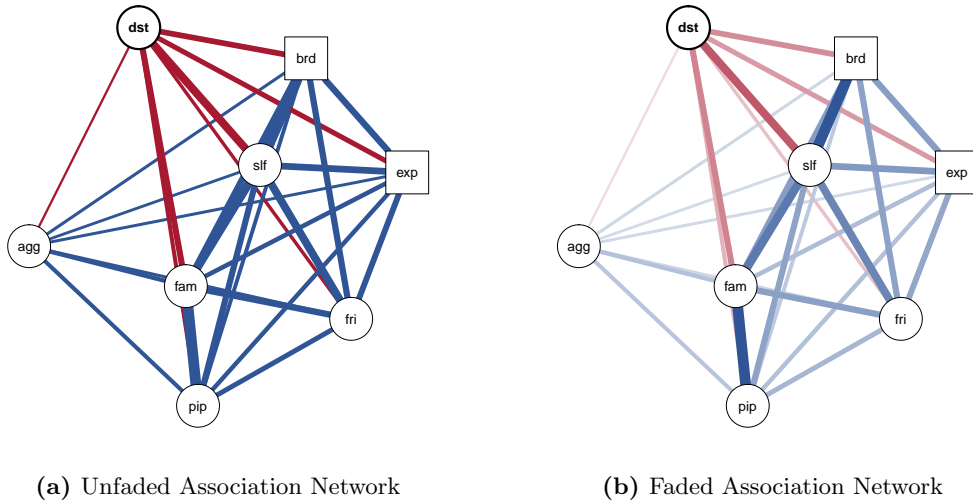 dst
brd
slf
exp
agg
fam
fri
pip
(a) Unfaded Association Network
dst
brd
slf
exp
agg
fam
fri
pip
(b) Faded Association Network